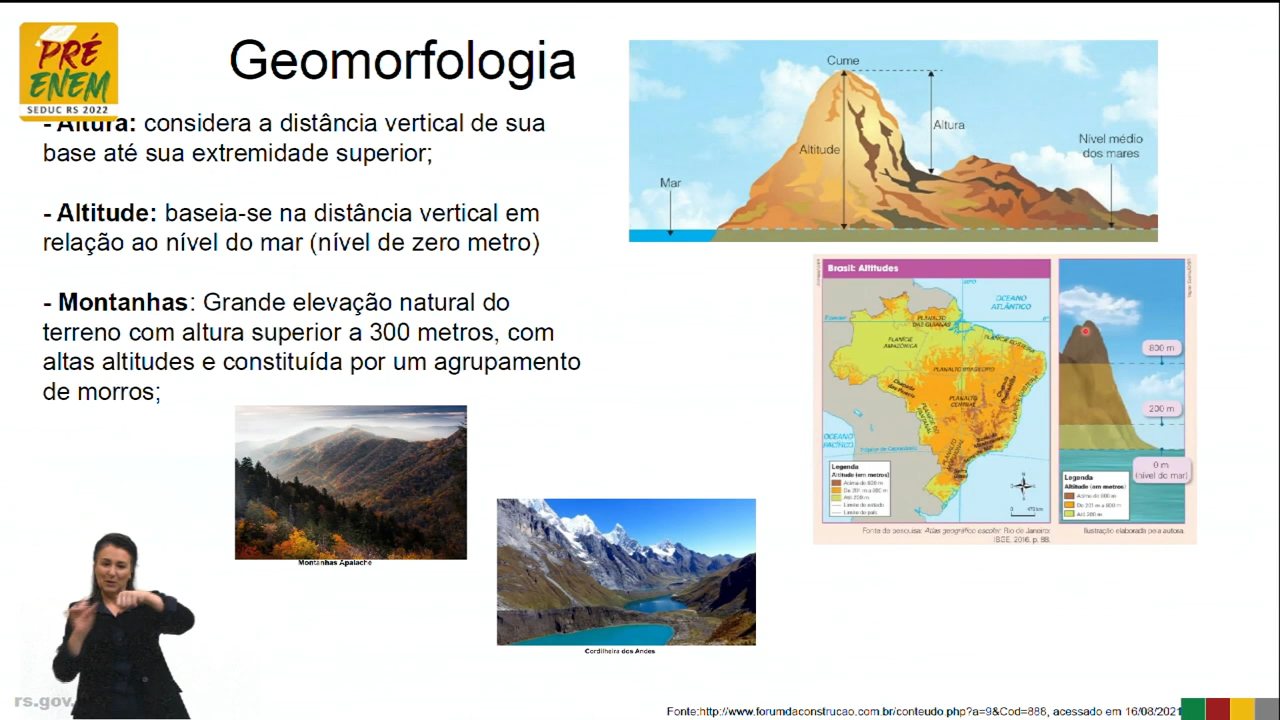 PRÉ
ENEM
SEDUC RS 2022
Geomorfologia
- Altura: considera a distância vertical de sua
base até sua extremidade superior;
- Altitude: baseia-se na distância vertical em
relação ao nível do mar (nível de zero metro)
- Montanhas: Grande elevação natural do
terreno com altura superior a 300 metros, com
altas altitudes e constituída por um agrupamento
de morros;
Cume
Altura
Altitude
Nível médio
dos mares
Mar
Brasil: Altitudes
OCEANO
ATLÂNTICO
Equador
0°
PLANALTO
DAS GUIANAS
PLANÍCIE
AMAZÔNICA
PLANÍCIE COSTEIRA
PLANALTO BRASILEIRO
PLANALTO
CENTRAL
OCEANO
PACÍFICO
Trópico de Capricórnio
Legenda
Altitude (em metros)
Acima de 800 m
De 201 m a 800 m
Até 200 m
Limite de estado
Limite do país
N
800 m
200 m
0 m
(nível do mar)
Legenda
Altitude (em metros)
Acima de 800 m
De 201 m a 800 m
Até 200 m
Fonte da pesquisa: Atlas geográfico escolar. Rio de Janeiro:
IBGE, 2016. p. 88.
Ilustração elaborada pela autora.
Montanhas Apalache
Cordilheira dos Andes
rs.gov.
Fonte:http://www.forumdaconstrucao.com.br/conteudo.php?a=9&Cod=886, acessado em 16/08/2021